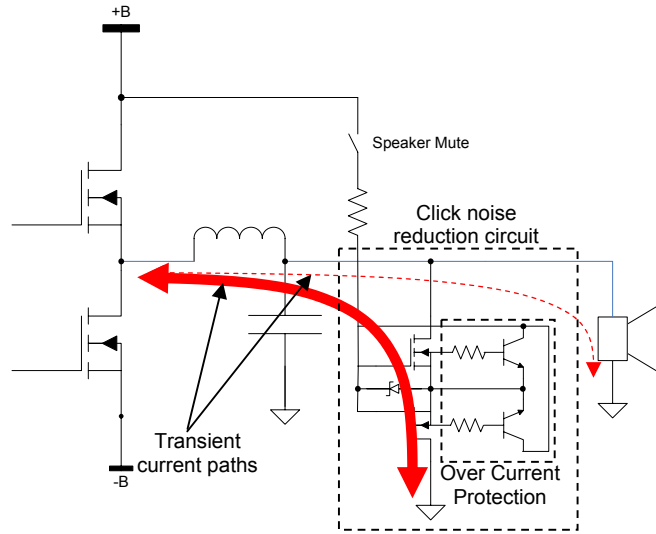 +B
Speaker Mute
Click noise
reduction circuit
Transient
current paths
Over Current
Protection
-B